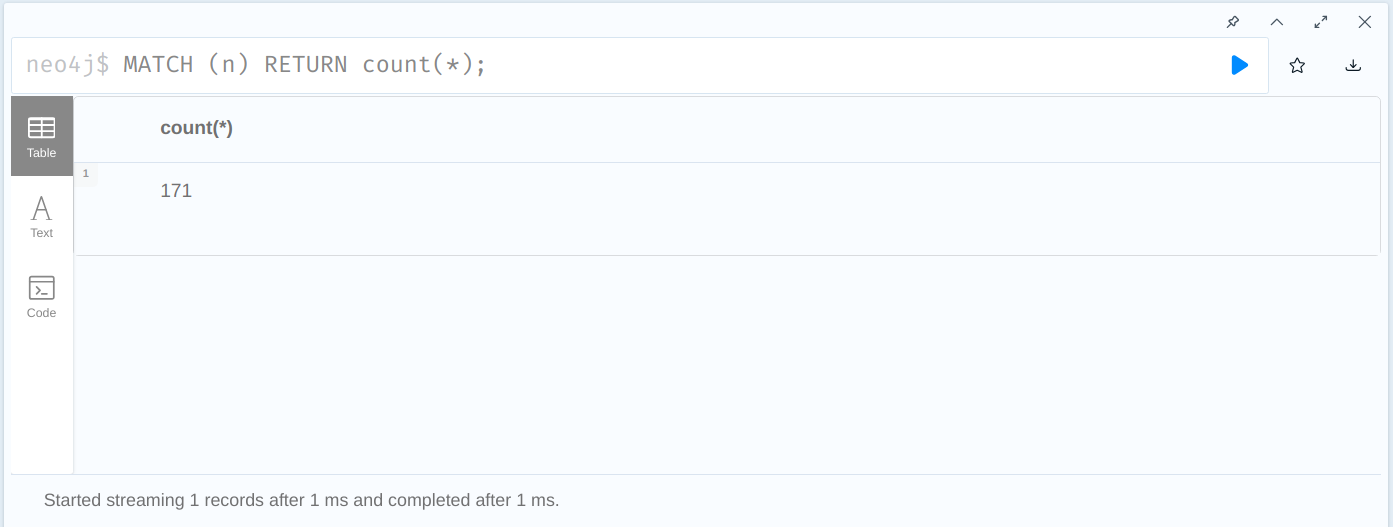 neo4j$ MATCH (n) RETURN count(*);
Table
count(*)
1
171
A
Text
Code
Started streaming 1 records after 1 ms and completed after 1 ms.